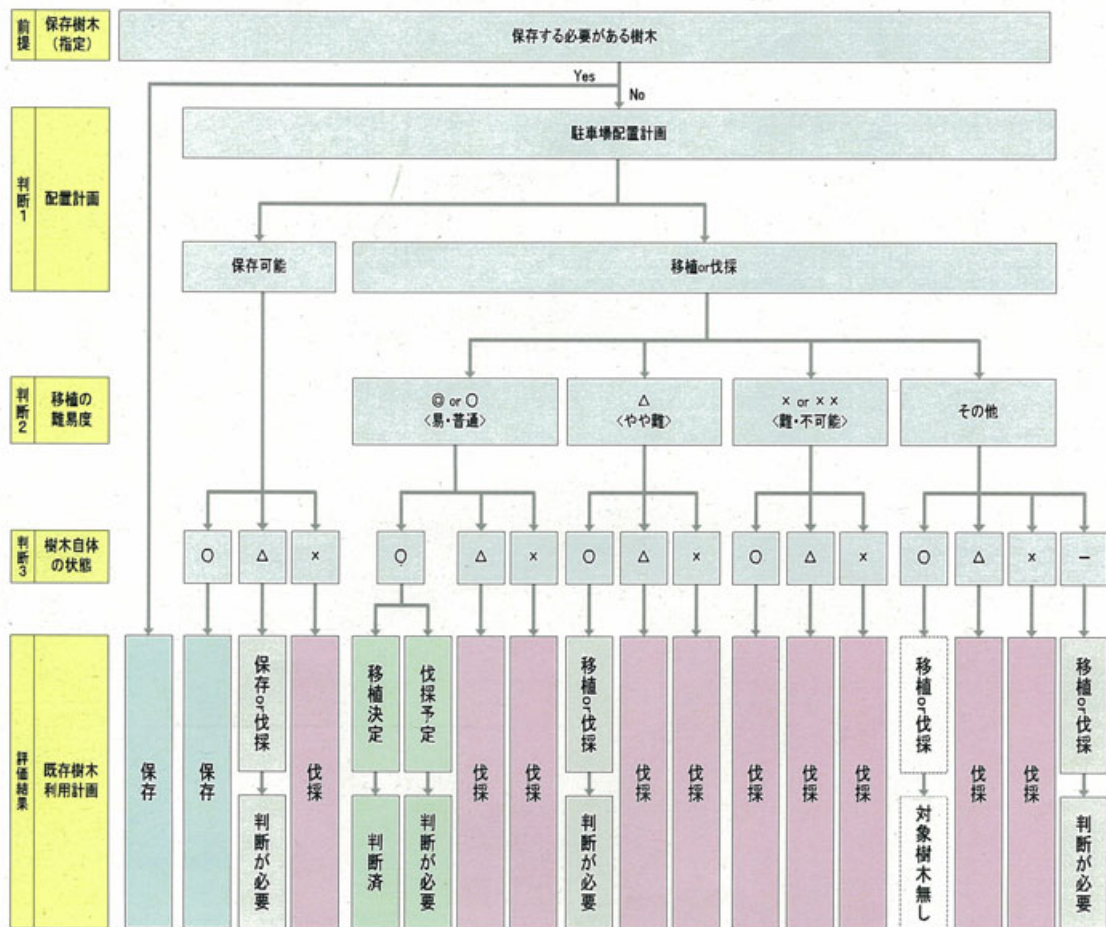 前提
保存樹木
(指定)
保存する必要がある樹木
Yes
No
判断1
配置計画
駐車場配置計画
保存可能
移植or伐採
判断2
移植の
難易度
◎ or ○
〈易・普通〉
△
〈やや難〉
× or ××
〈難・不可能〉
その他
判断3
樹木自体
の状態
○
△
×
○
△
×
○
△
×
○
△
×
○
△
×
－
評価結果
既存樹木
利用計画
保存
保存
保存or伐採
判断が必要
伐採
移植決定
判断済
伐採予定
判断が必要
伐採
伐採
移植or伐採
判断が必要
伐採
伐採
伐採
伐採
伐採
移植or伐採
対象樹木無し
伐採
伐採
移植or伐採
判断が必要